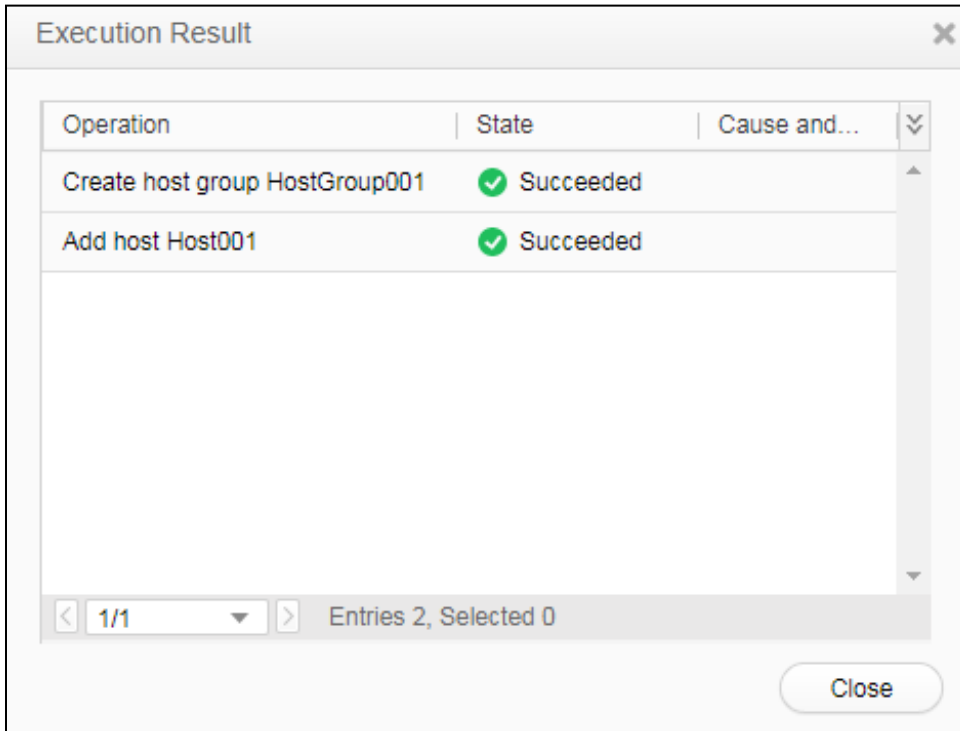 Execution Result
Operation State Cause and...
Create host group HostGroup001 Succeeded
Add host Host001 Succeeded
1/1 Entries 2, Selected 0
Close